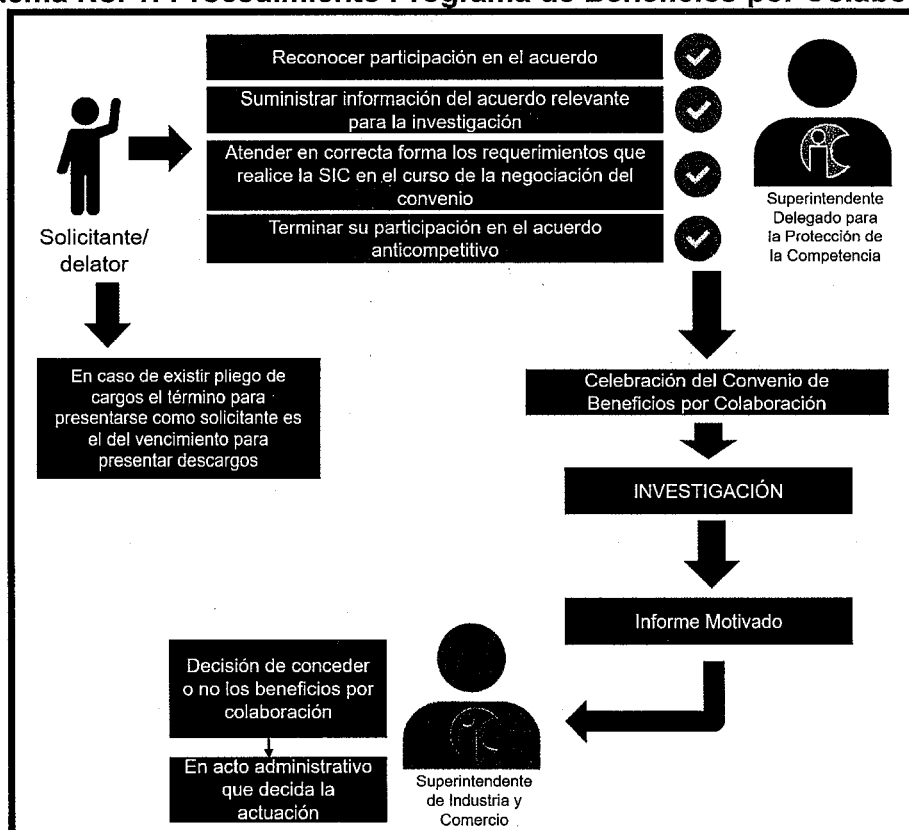 Procedimiento Programa de Beneficios por
Reconocer participación en el acuerdo
Suministrar información del acuerdo relevante
para la investigación
Atender en correcta forma los requerimientos que
realice la SIC en el curso de la negociación del
convenio
Terminar su participación en el acuerdo
anticompetitivo
Solicitante/
delator
Superintendente
Delegado para
la Protección de
la Competencia
En caso de existir pliego de
cargos el término para
presentarse como solicitante es
el del vencimiento para
presentar descargos
Celebración del Convenio de
Beneficios por Colaboración
INVESTIGACIÓN
Informe Motivado
Decisión de conceder
o no los beneficios por
colaboración
En acto administrativo
que decida la
actuación
Superintendente
de Industria y
Comercio